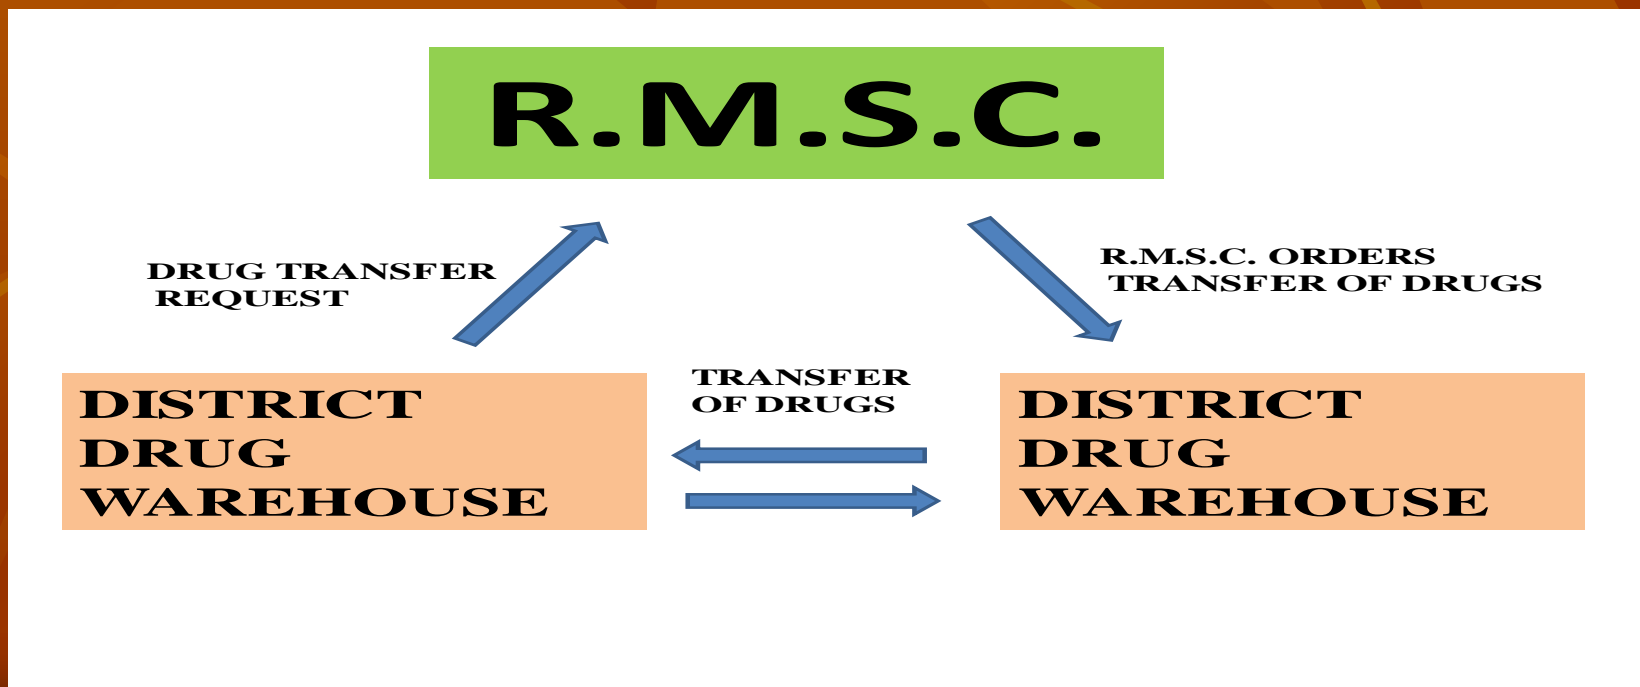 R.M.S.C.
DRUG TRANSFER
REQUEST
R.M.S.C. ORDERS
TRANSFER OF DRUGS
TRANSFER
OF DRUGS
DISTRICT
DRUG
WAREHOUSE
DISTRICT
DRUG
WAREHOUSE